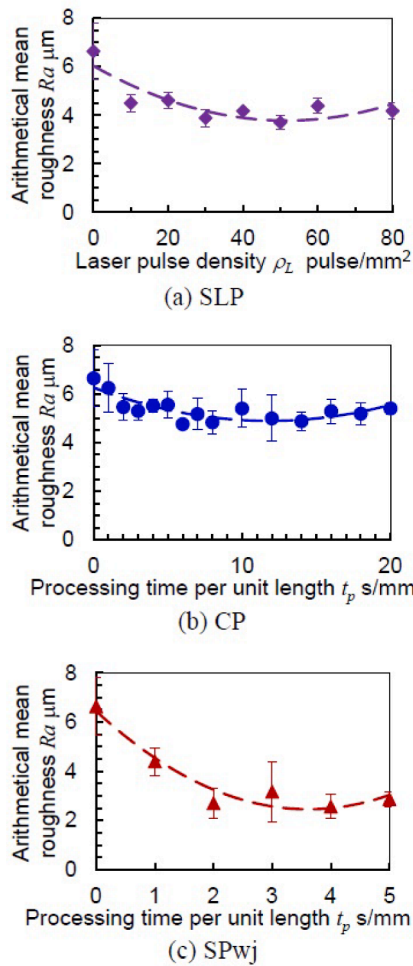 Arithmetical mean
roughness Ra μm
8
6
4
2
0
0 20 40 60 80
Laser pulse density ρL pulse/mm²
(a) SLP
Arithmetical mean
roughness Ra μm
8
6
4
2
0
0 10 20
Processing time per unit length tp s/mm
(b) CP
Arithmetical mean
roughness Ra μm
8
6
4
2
0
0 1 2 3 4 5
Processing time per unit length tp s/mm
(c) SPwj